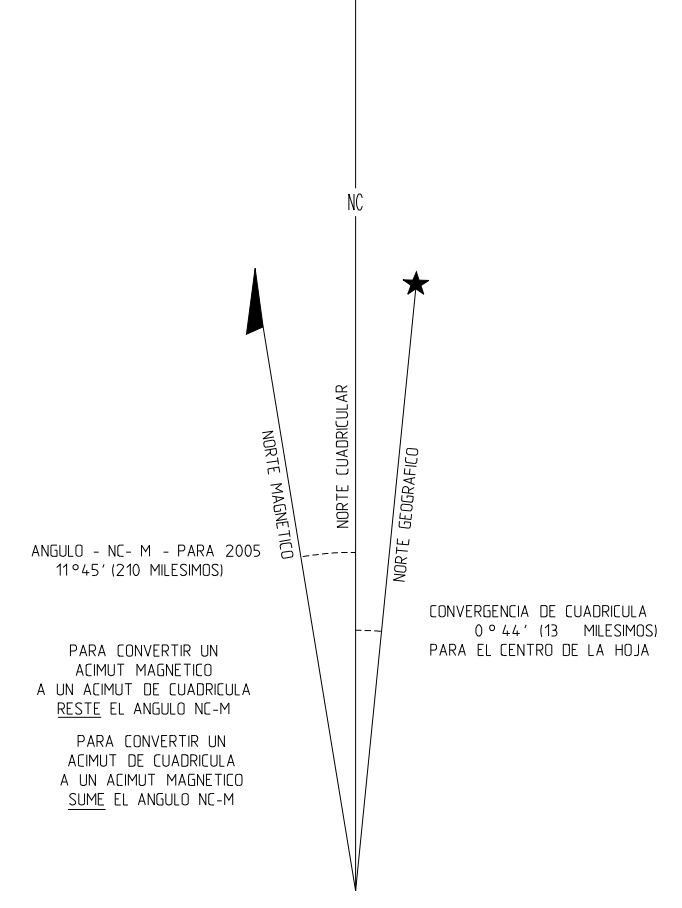 NC
NORTE MAGNETICO
NORTE CUADRICULAR
NORTE GEOGRAFICO
ANGULO - NC- M - PARA 2005
11°45' (210 MILESIMOS)
CONVERGENCIA DE CUADRICULA
0° 44' (13 MILESIMOS)
PARA EL CENTRO DE LA HOJA
PARA CONVERTIR UN
ACIMUT MAGNETICO
A UN ACIMUT DE CUADRICULA
RESTE EL ANGULO NC-M
PARA CONVERTIR UN
ACIMUT DE CUADRICULA
A UN ACIMUT MAGNETICO
SUME EL ANGULO NC-M